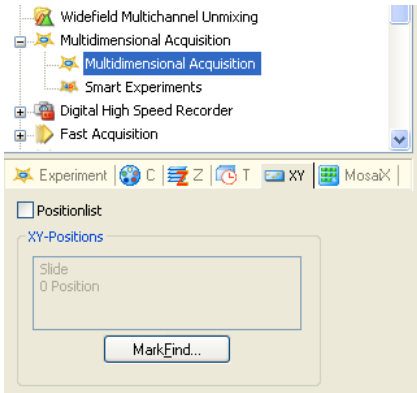 Widefield Multichannel Unmixing
Multidimensional Acquisition
Multidimensional Acquisition
Smart Experiments
Digital High Speed Recorder
Fast Acquisition
Experiment C Z T XY MosaiX
Positionlist
XY-Positions
Slide
0 Position
MarkFind...